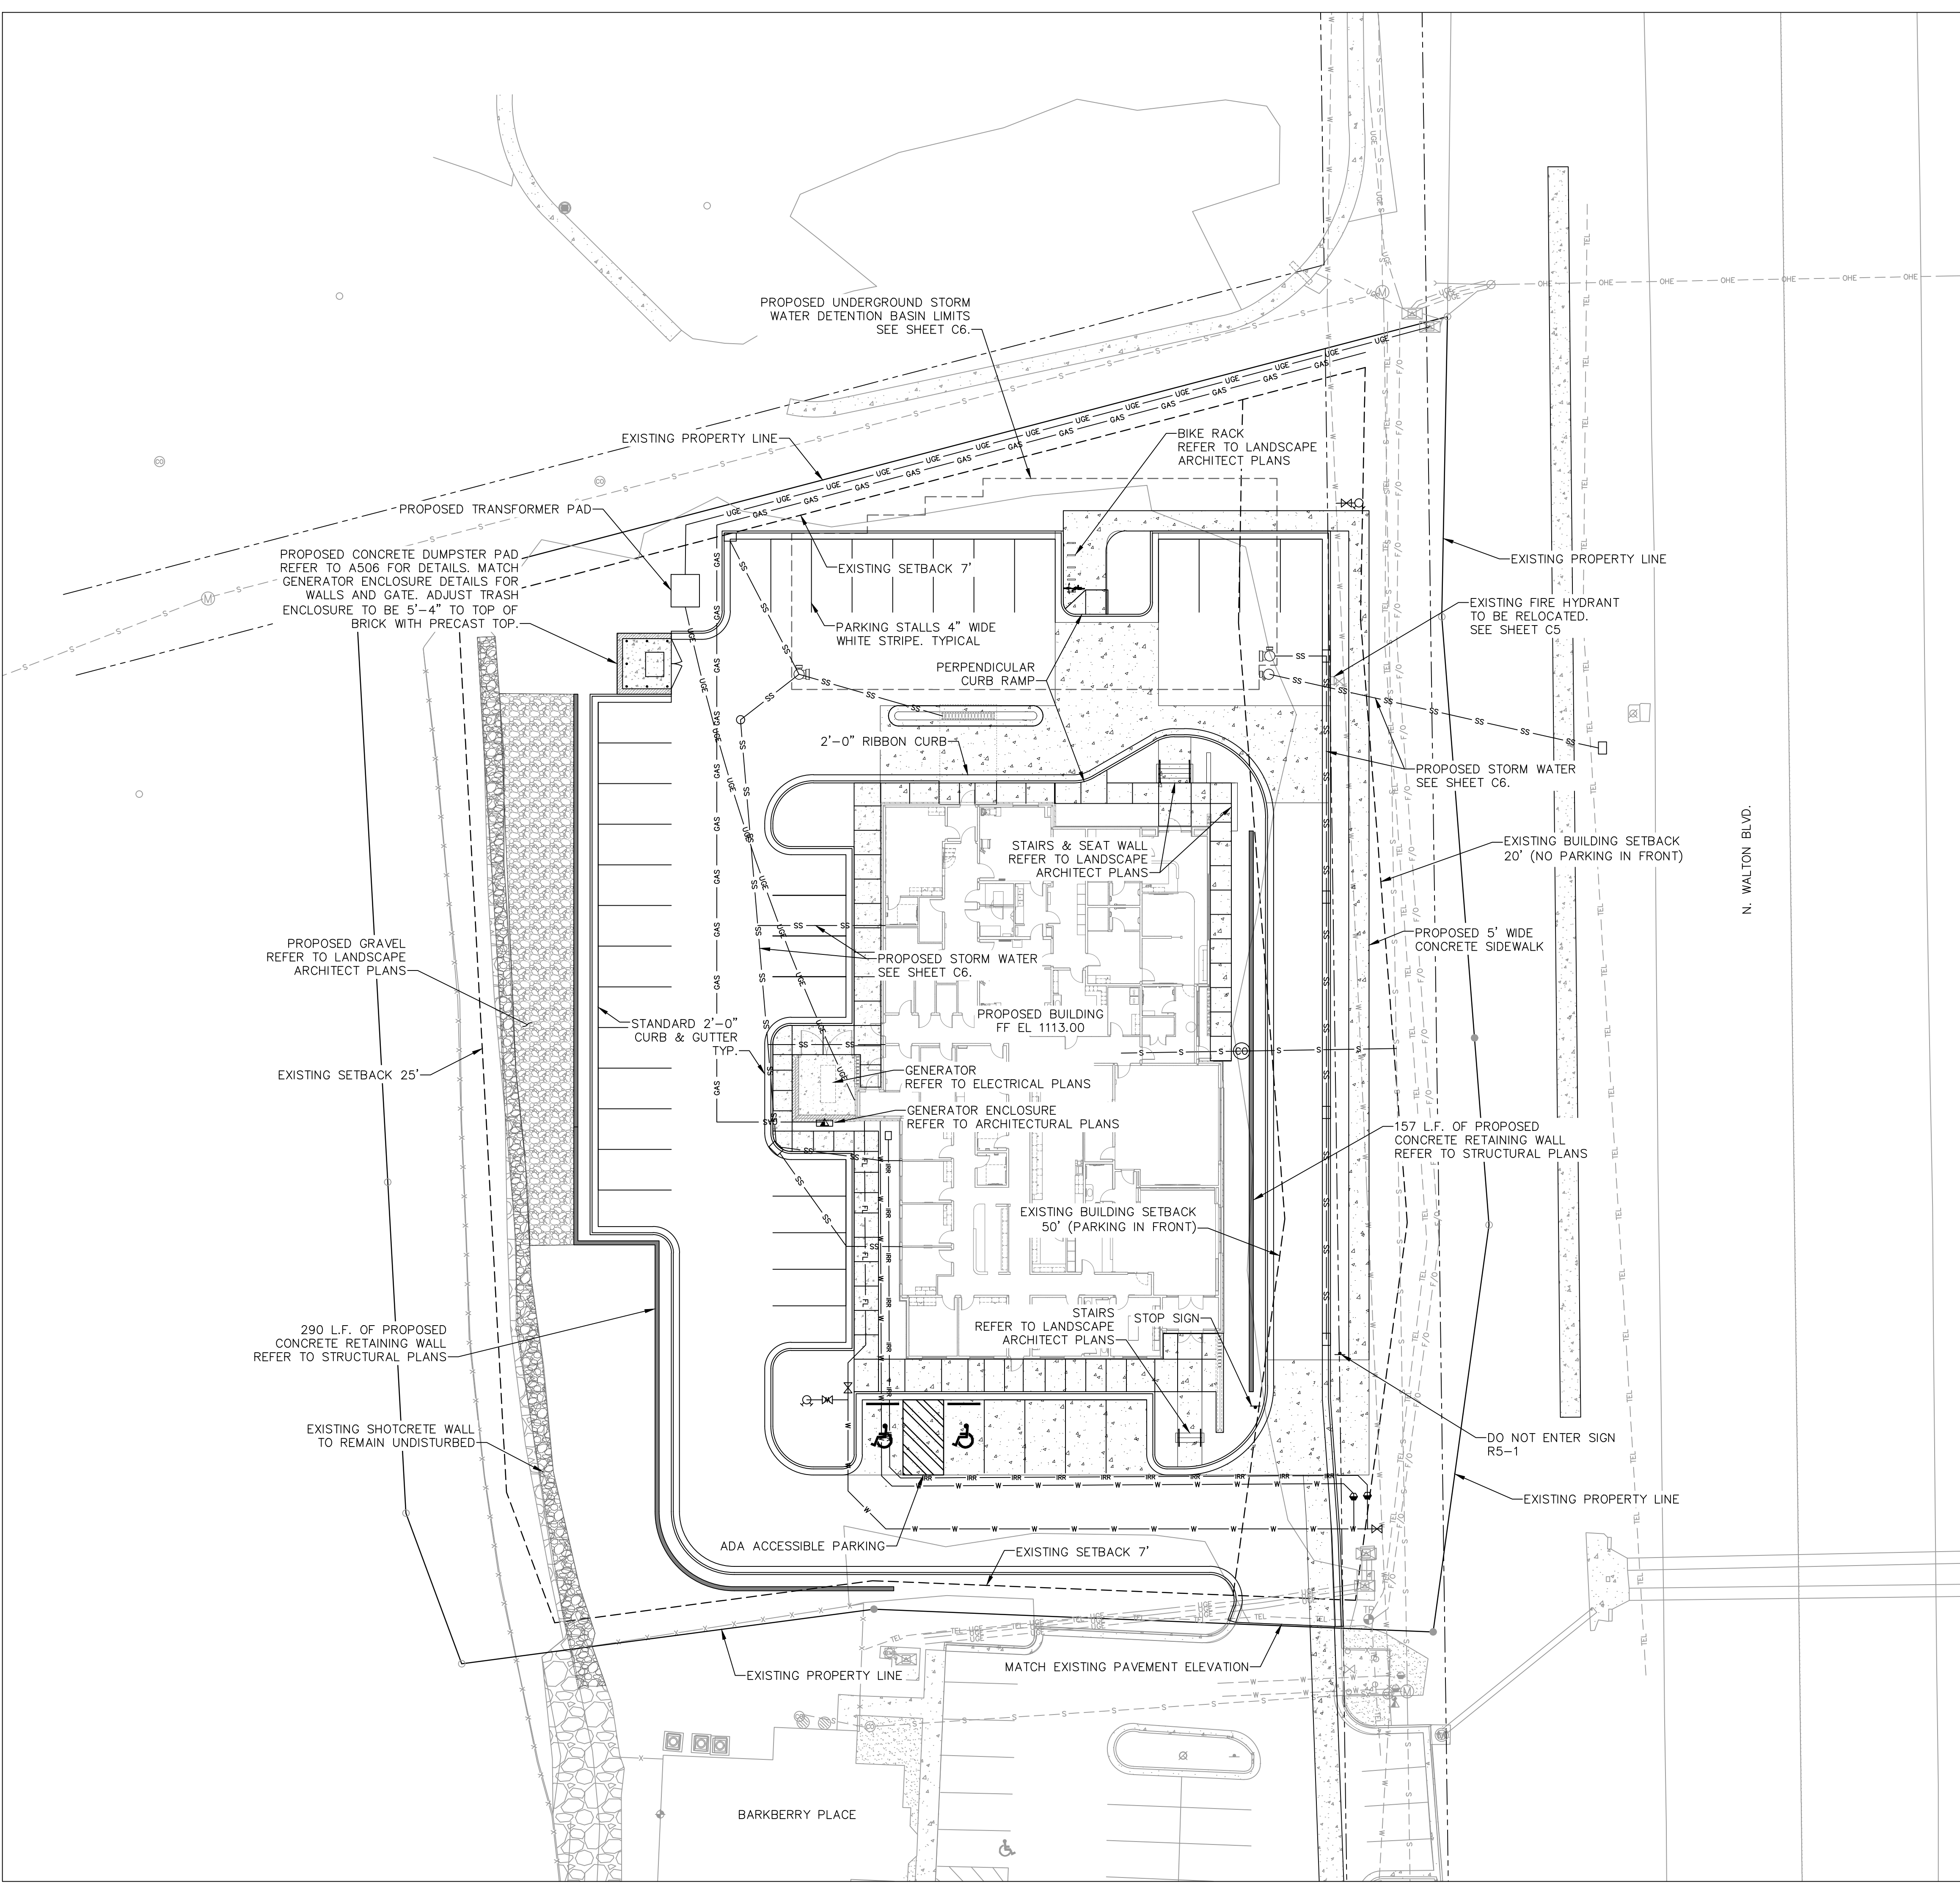 PROPOSED UNDERGROUND STORM
WATER DETENTION BASIN LIMITS
SEE SHEET C6.
EXISTING PROPERTY LINE
BIKE RACK
REFER TO LANDSCAPE
ARCHITECT PLANS
PROPOSED TRANSFORMER PAD
PROPOSED CONCRETE DUMPSTER PAD
REFER TO A506 FOR DETAILS. MATCH
GENERATOR ENCLOSURE DETAILS FOR
WALLS AND GATE. ADJUST TRASH
ENCLOSURE TO BE 5'-4" TO TOP OF
BRICK WITH PRECAST TOP.
EXISTING SETBACK 7'
PARKING STALLS 4" WIDE
WHITE STRIPE. TYPICAL
PERPENDICULAR
CURB RAMP
EXISTING PROPERTY LINE
EXISTING FIRE HYDRANT
TO BE RELOCATED.
SEE SHEET C5
2'-0" RIBBON CURB
PROPOSED STORM WATER
SEE SHEET C6.
STAIRS & SEAT WALL
REFER TO LANDSCAPE
ARCHITECT PLANS
EXISTING BUILDING SETBACK
20' (NO PARKING IN FRONT)
N. WALTON BLVD.
PROPOSED GRAVEL
REFER TO LANDSCAPE
ARCHITECT PLANS
PROPOSED STORM WATER
SEE SHEET C6.
PROPOSED 5' WIDE
CONCRETE SIDEWALK
STANDARD 2'-0"
CURB & GUTTER
TYP.
PROPOSED BUILDING
FF EL 1113.00
EXISTING SETBACK 25'
GENERATOR
REFER TO ELECTRICAL PLANS
GENERATOR ENCLOSURE
REFER TO ARCHITECTURAL PLANS
157 L.F. OF PROPOSED
CONCRETE RETAINING WALL
REFER TO STRUCTURAL PLANS
EXISTING BUILDING SETBACK
50' (PARKING IN FRONT)
290 L.F. OF PROPOSED
CONCRETE RETAINING WALL
REFER TO STRUCTURAL PLANS
STAIRS
REFER TO LANDSCAPE
ARCHITECT PLANS
STOP SIGN
EXISTING SHOTCRETE WALL
TO REMAIN UNDISTURBED
DO NOT ENTER SIGN
R5-1
EXISTING PROPERTY LINE
ADA ACCESSIBLE PARKING
EXISTING SETBACK 7'
EXISTING PROPERTY LINE
MATCH EXISTING PAVEMENT ELEVATION
BARKBERRY PLACE